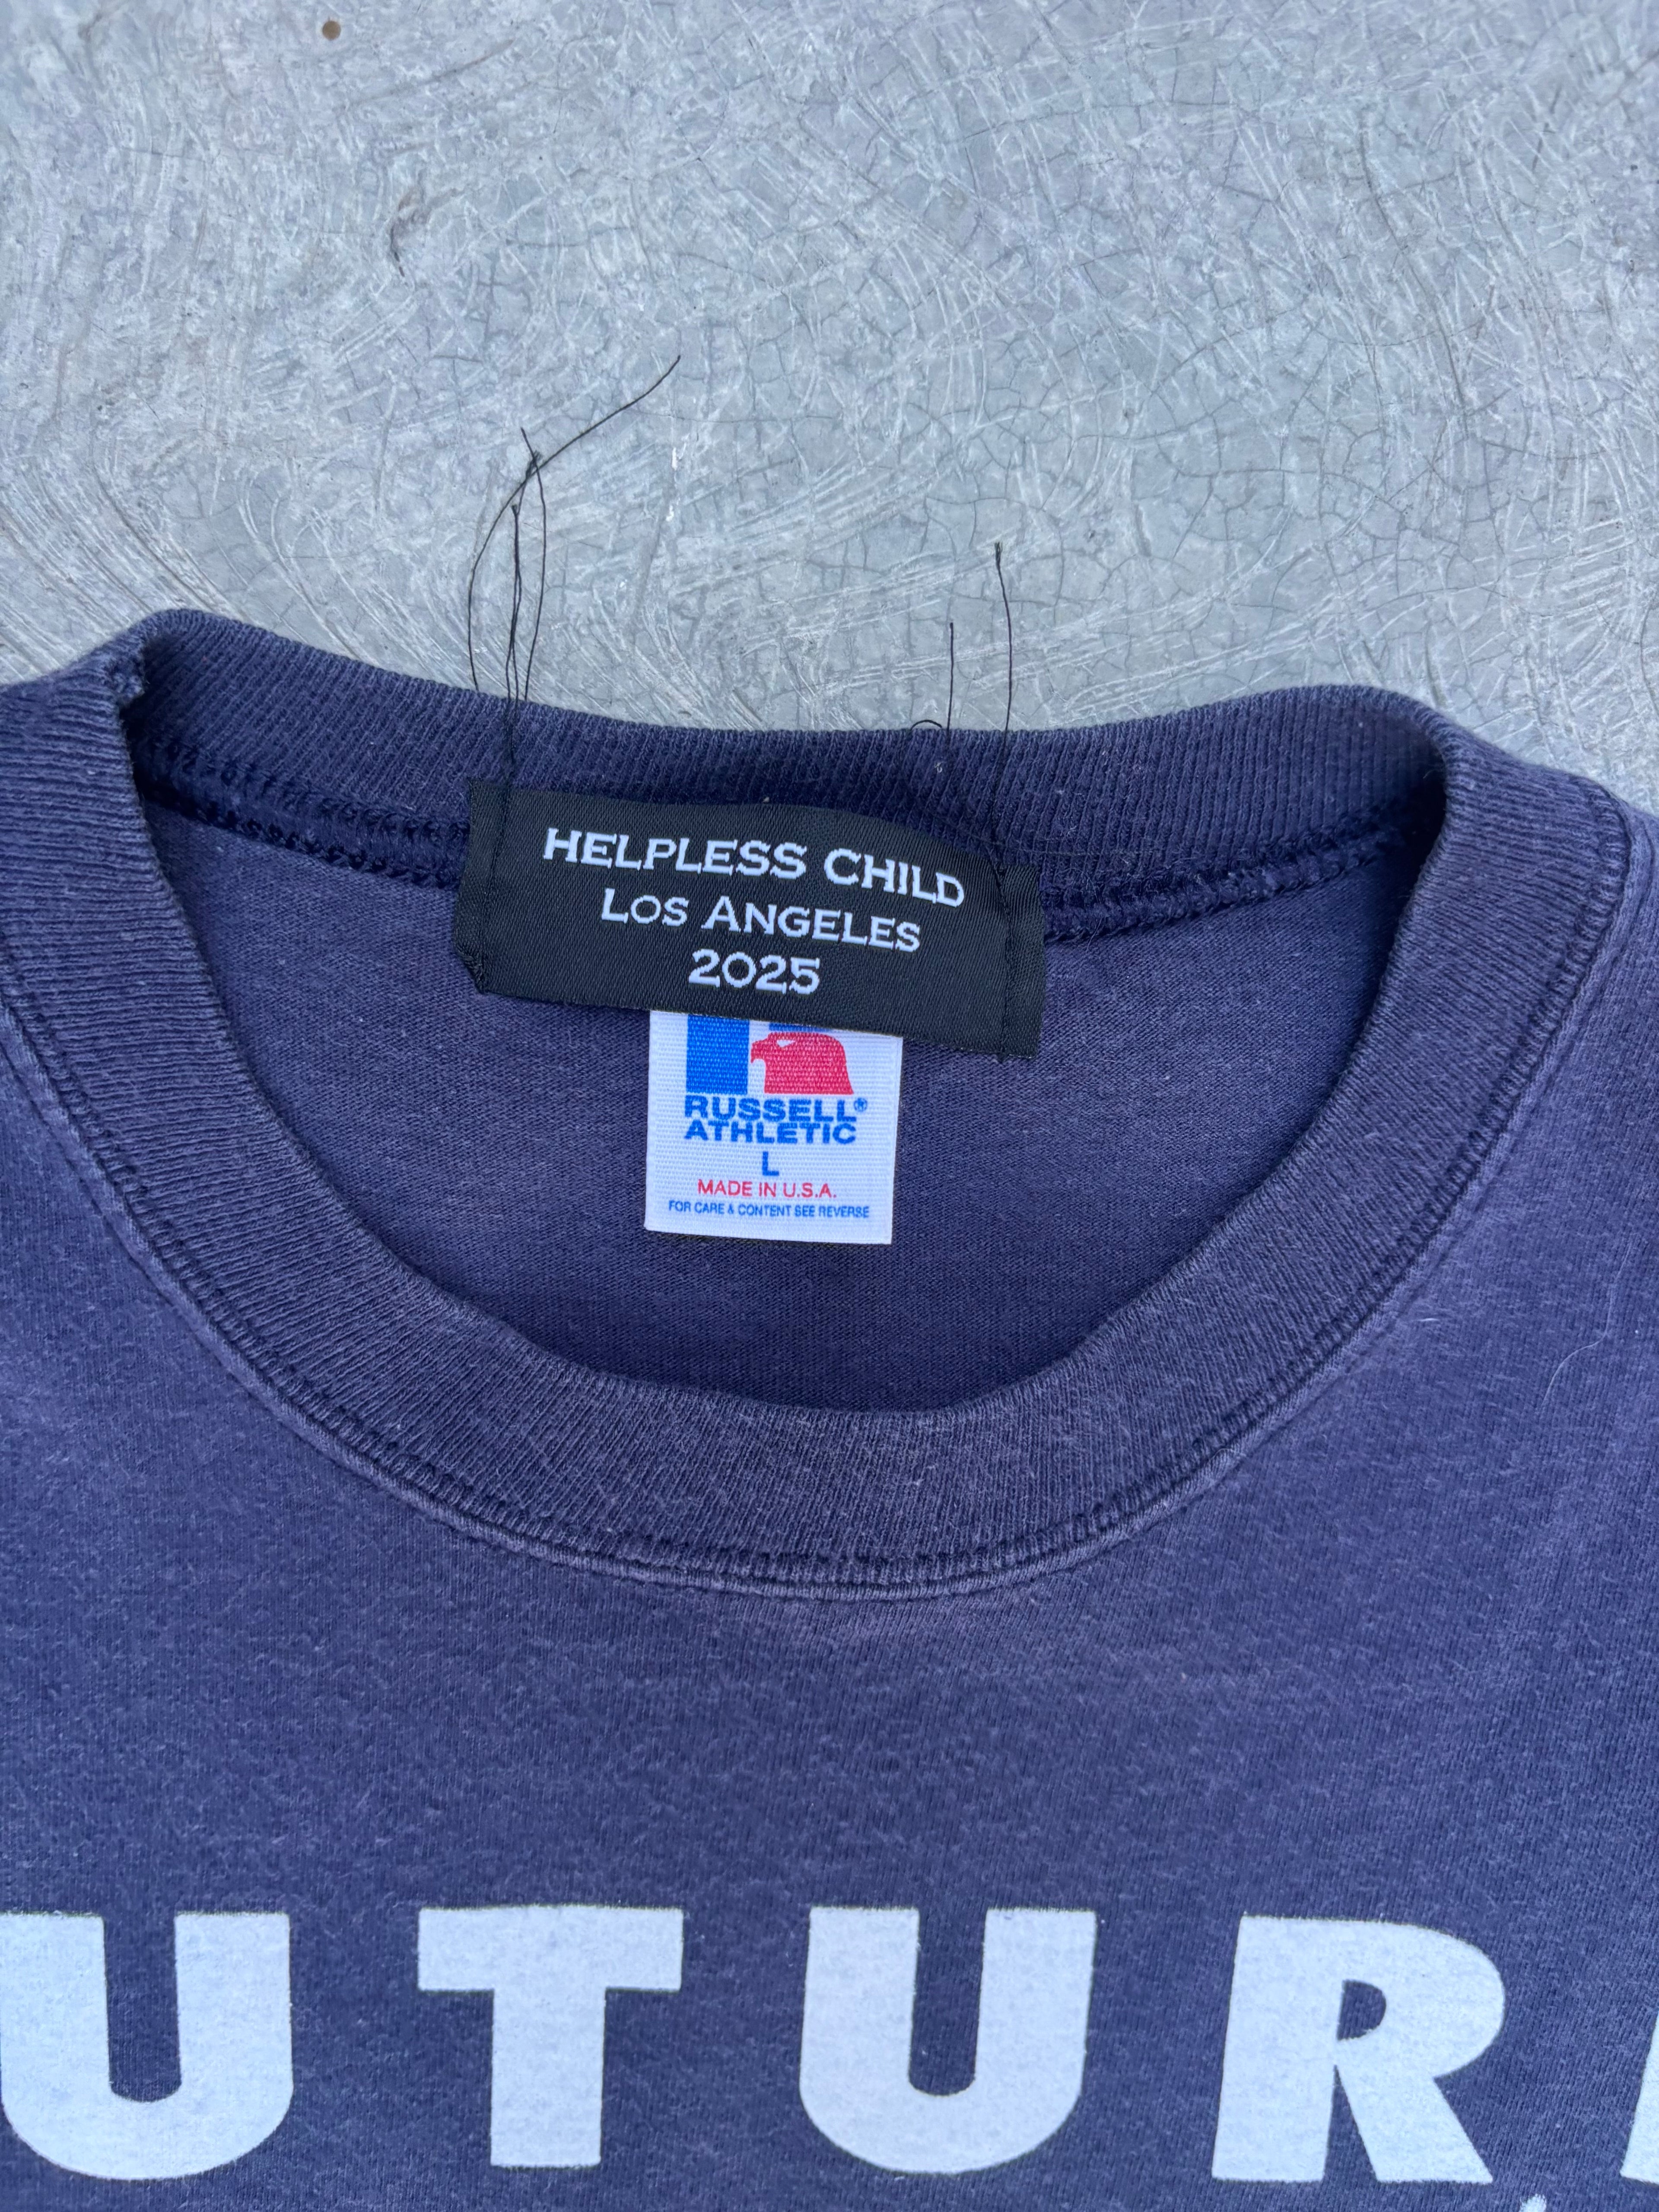 HELPLESS CHILD
LOS ANGELES
2025
RUSSELL®
ATHLETIC
L
MADE IN U.S.A.
FOR CARE & CONTENT SEE REVERSE
UTUR